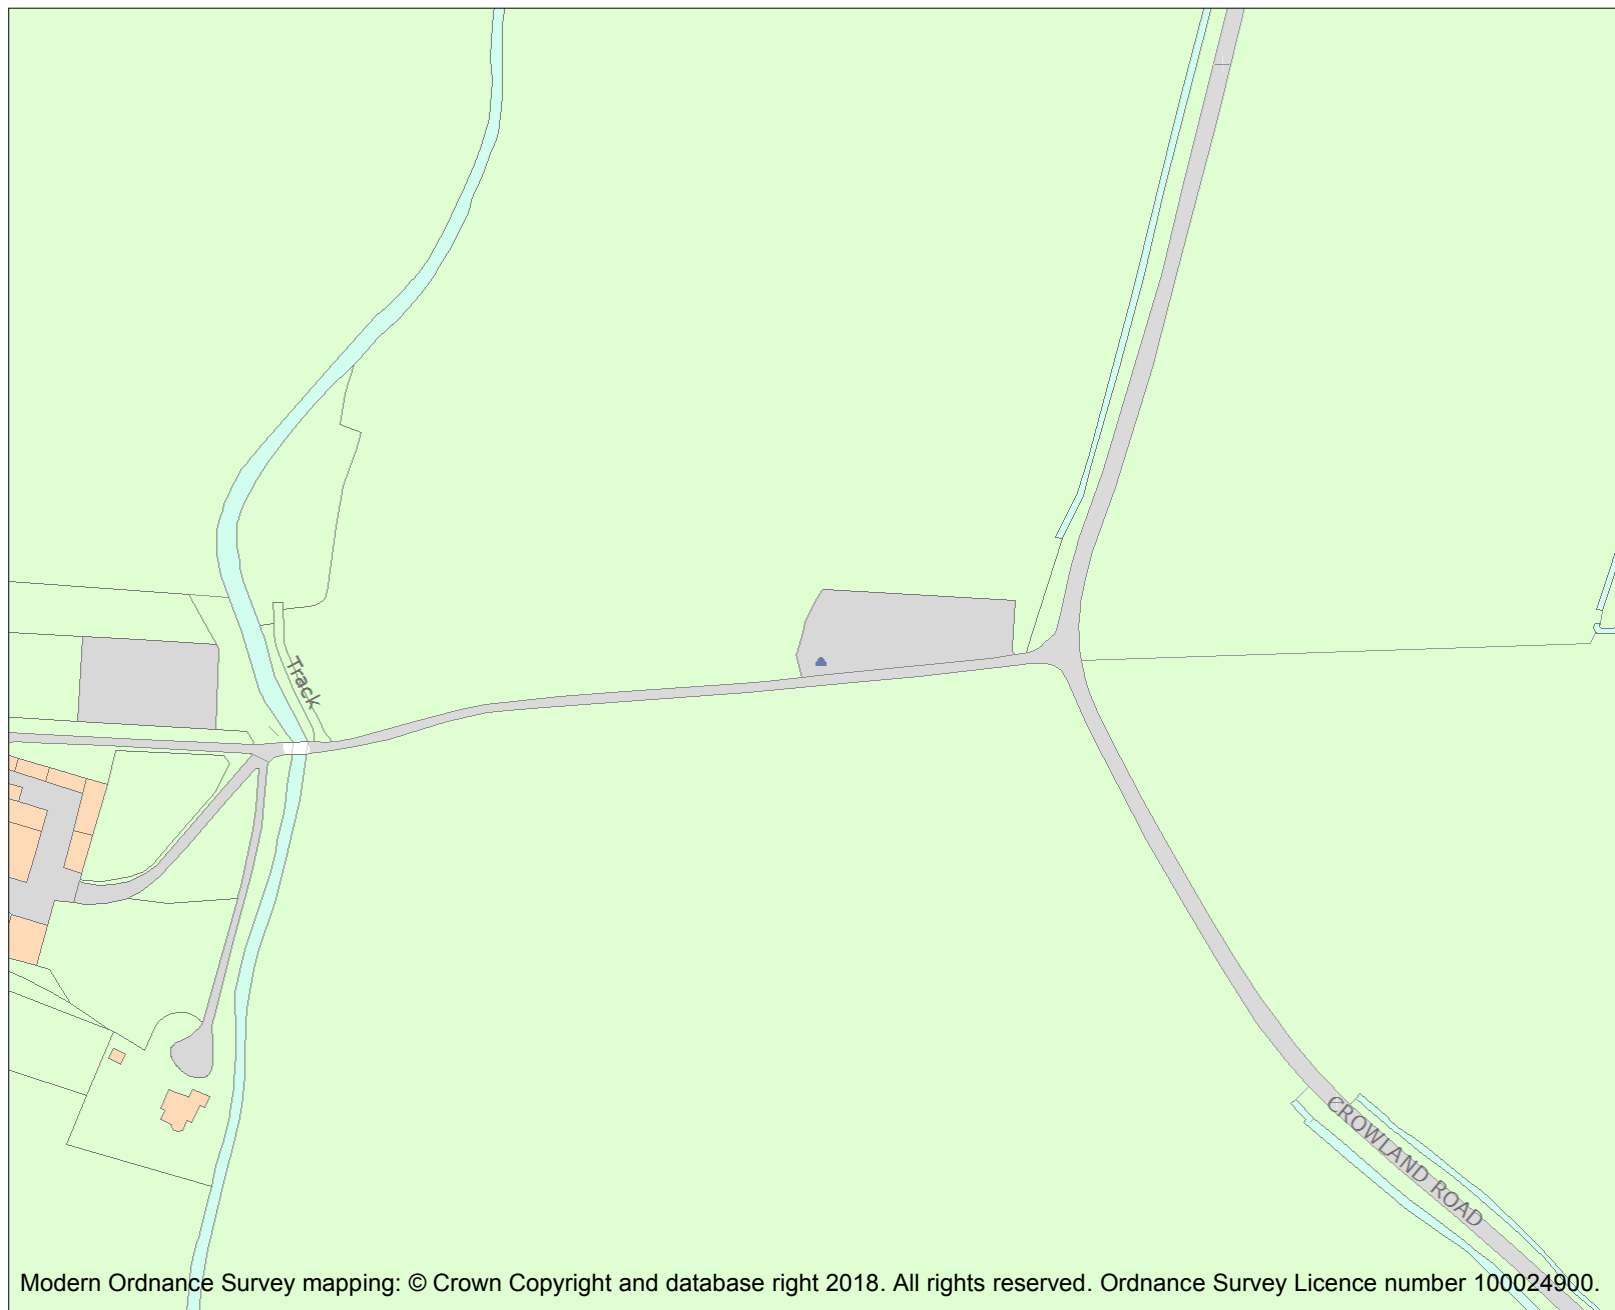 Track
CROWLAND ROAD
Modern Ordnance Survey mapping: © Crown Copyright and database right 2018. All rights reserved. Ordnance Survey Licence number 100024900.